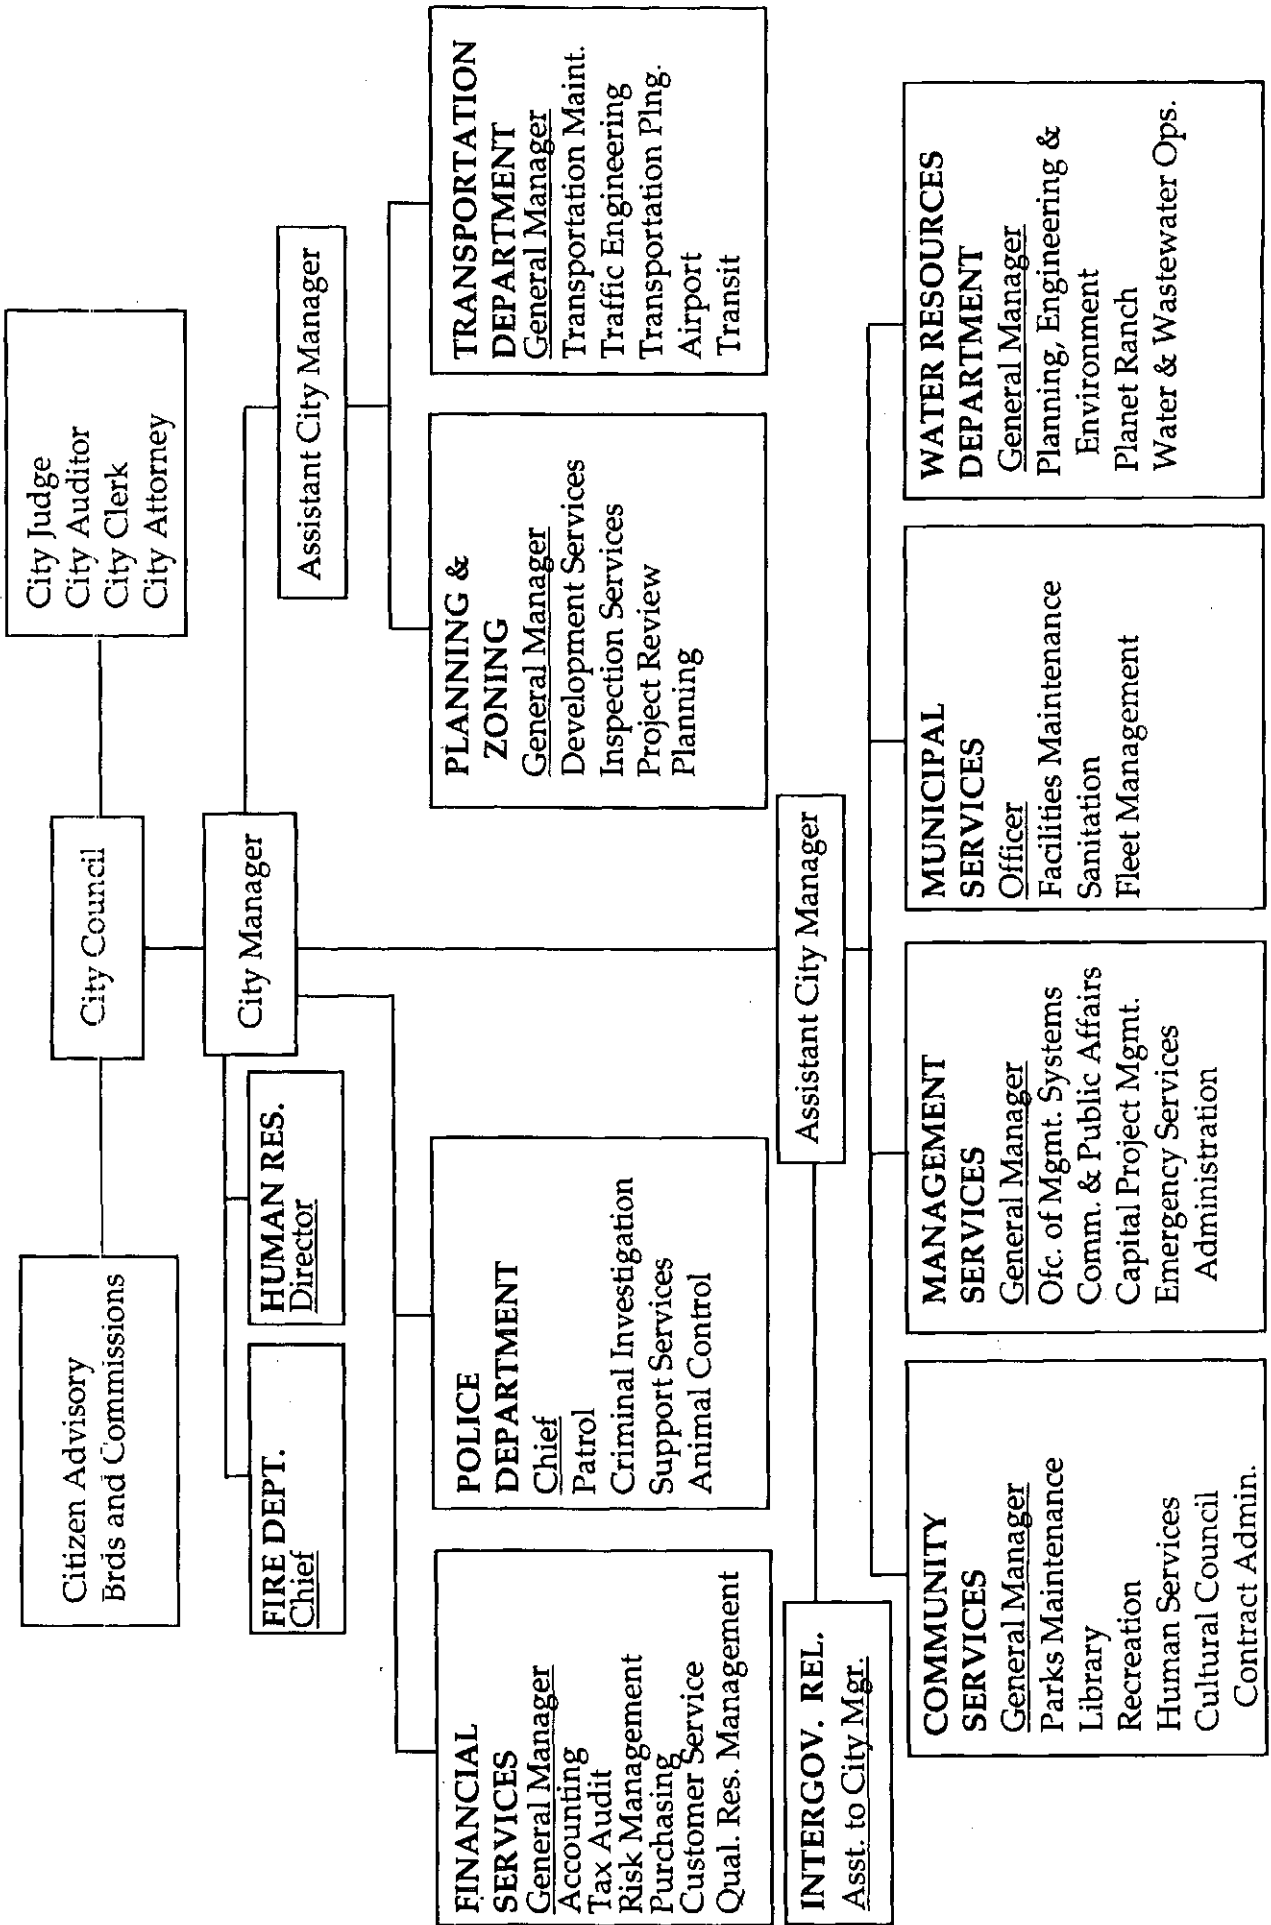 Citizen Advisory
Brds and Commissions
City Council
City Judge
City Auditor
City Clerk
City Attorney
City Manager
FIRE DEPT.
Chief
HUMAN RES.
Director
Assistant City Manager
FINANCIAL
SERVICES
General Manager
Accounting
Tax Audit
Risk Management
Purchasing
Customer Service
Qual. Res. Management
POLICE
DEPARTMENT
Chief
Patrol
Criminal Investigation
Support Services
Animal Control
PLANNING &
ZONING
General Manager
Development Services
Inspection Services
Project Review
Planning
TRANSPORTATION
DEPARTMENT
General Manager
Transportation Maint.
Traffic Engineering
Transportation Plng.
Airport
Transit
INTERGOV. REL.
Asst. to City Mgr.
Assistant City Manager
COMMUNITY
SERVICES
General Manager
Parks Maintenance
Library
Recreation
Human Services
Cultural Council
Contract Admin.
MANAGEMENT
SERVICES
General Manager
Ofc. of Mgmt. Systems
Comm. & Public Affairs
Capital Project Mgmt.
Emergency Services
Administration
MUNICIPAL
SERVICES
Officer
Facilities Maintenance
Sanitation
Fleet Management
WATER RESOURCES
DEPARTMENT
General Manager
Planning, Engineering &
Environment
Planet Ranch
Water & Wastewater Ops.